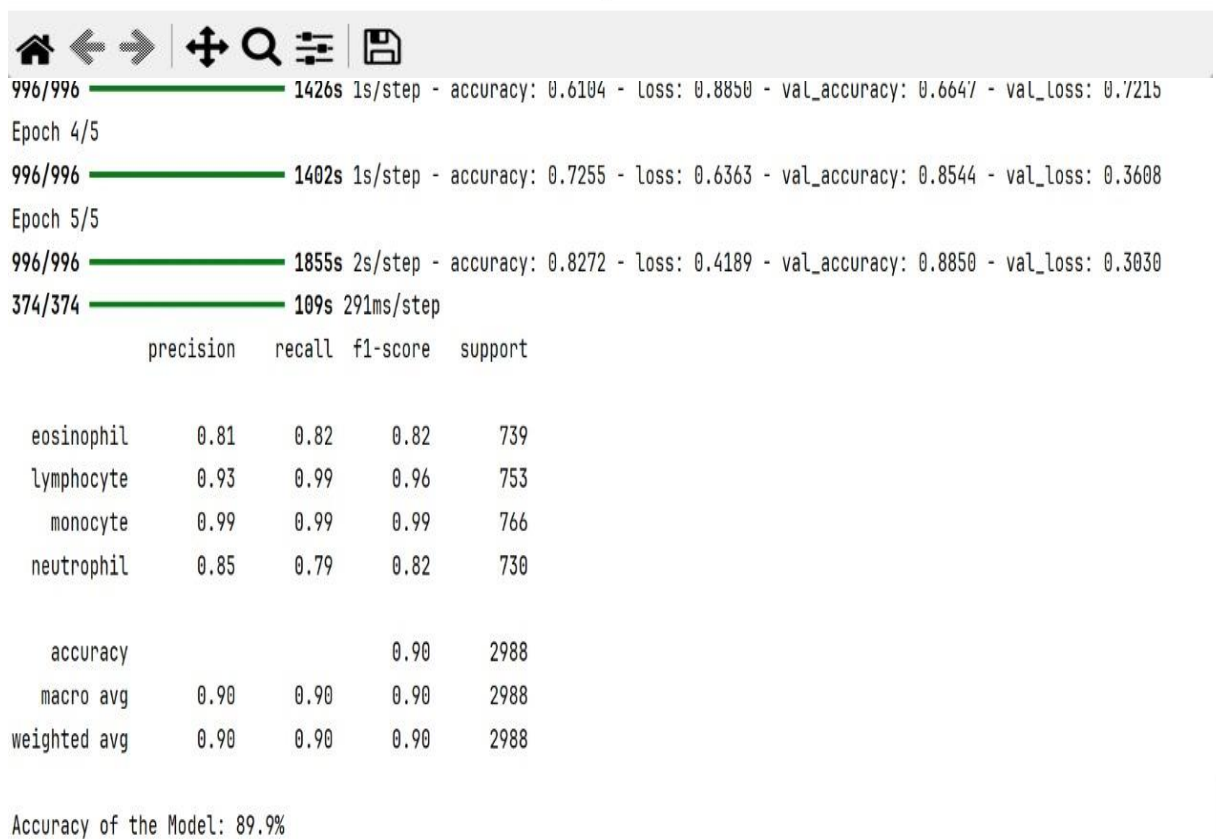 996/996 1426s 1s/step - accuracy: 0.6104 - loss: 0.8850 - val_accuracy: 0.6647 - val_loss: 0.7215
Epoch 4/5
996/996 1402s 1s/step - accuracy: 0.7255 - loss: 0.6363 - val_accuracy: 0.8544 - val_loss: 0.3608
Epoch 5/5
996/996 1855s 2s/step - accuracy: 0.8272 - loss: 0.4189 - val_accuracy: 0.8850 - val_loss: 0.3030
374/374 109s 291ms/step
precision recall f1-score support
eosinophil 0.81 0.82 0.82 739
lymphocyte 0.93 0.99 0.96 753
monocyte 0.99 0.99 0.99 766
neutrophil 0.85 0.79 0.82 730
accuracy 0.90 2988
macro avg 0.90 0.90 0.90 2988
weighted avg 0.90 0.90 0.90 2988
Accuracy of the Model: 89.9%